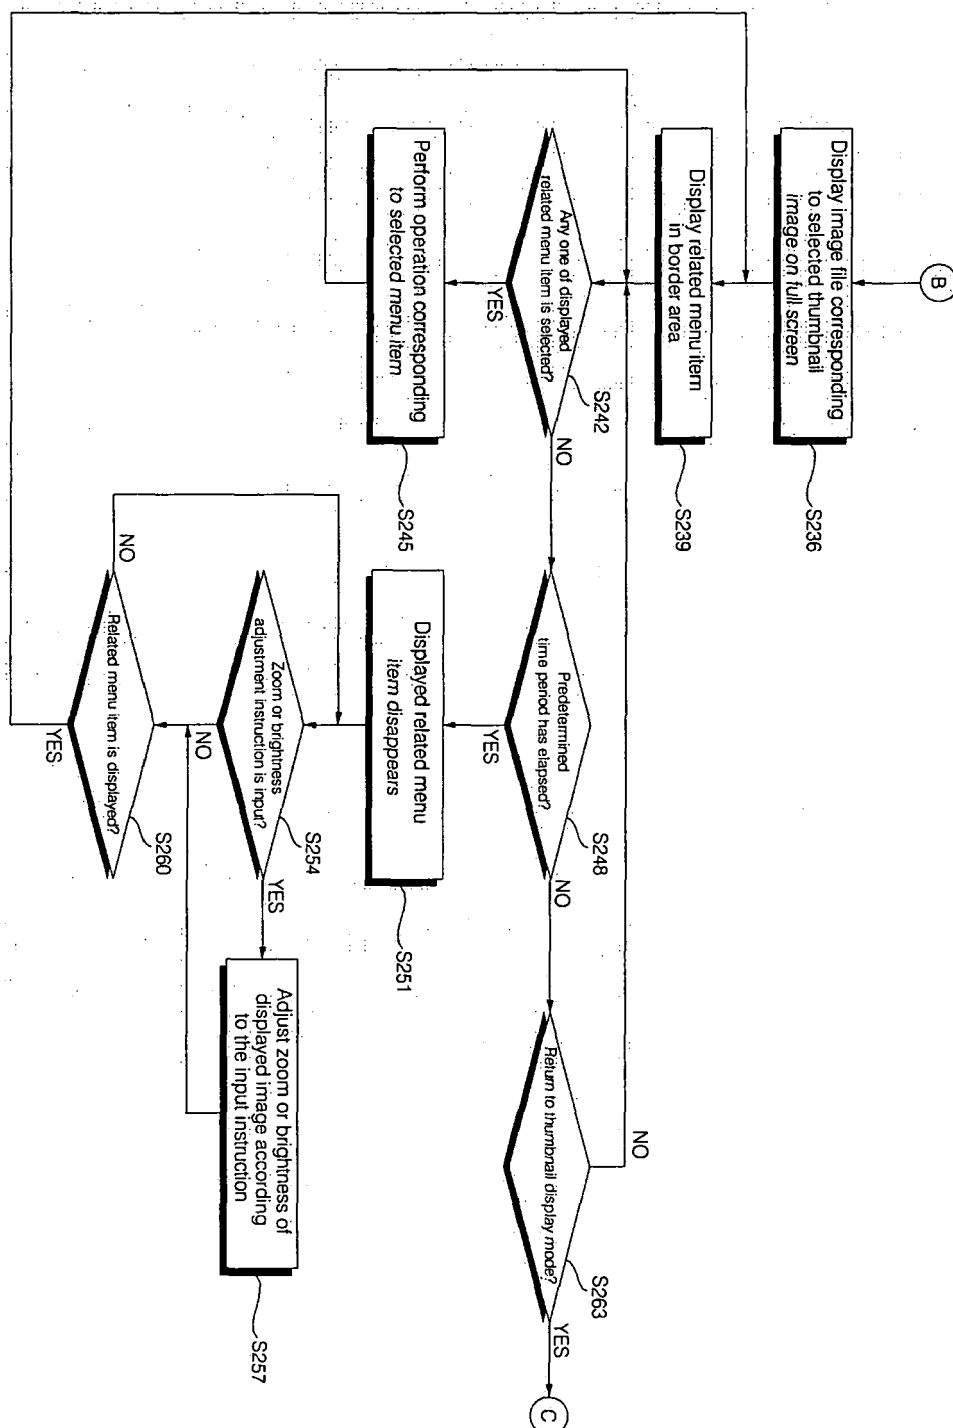 B
Display image file corresponding
to selected thumbnail
image on full screen
S236
Display related menu item
in border area
S239
Any one of displayed
related menu item is selected?
S242
NO
YES
Perform operation corresponding
to selected menu item
S245
Predetermined
time period has elapsed?
S248
NO
YES
Displayed related menu
item disappears
S251
Zoom or brightness
adjustment instruction is input?
S254
YES
NO
Adjust zoom or brightness of
displayed image according
to the input instruction
S257
Related menu item is displayed?
S260
NO
YES
Return to thumbnail display mode?
S263
NO
YES
C